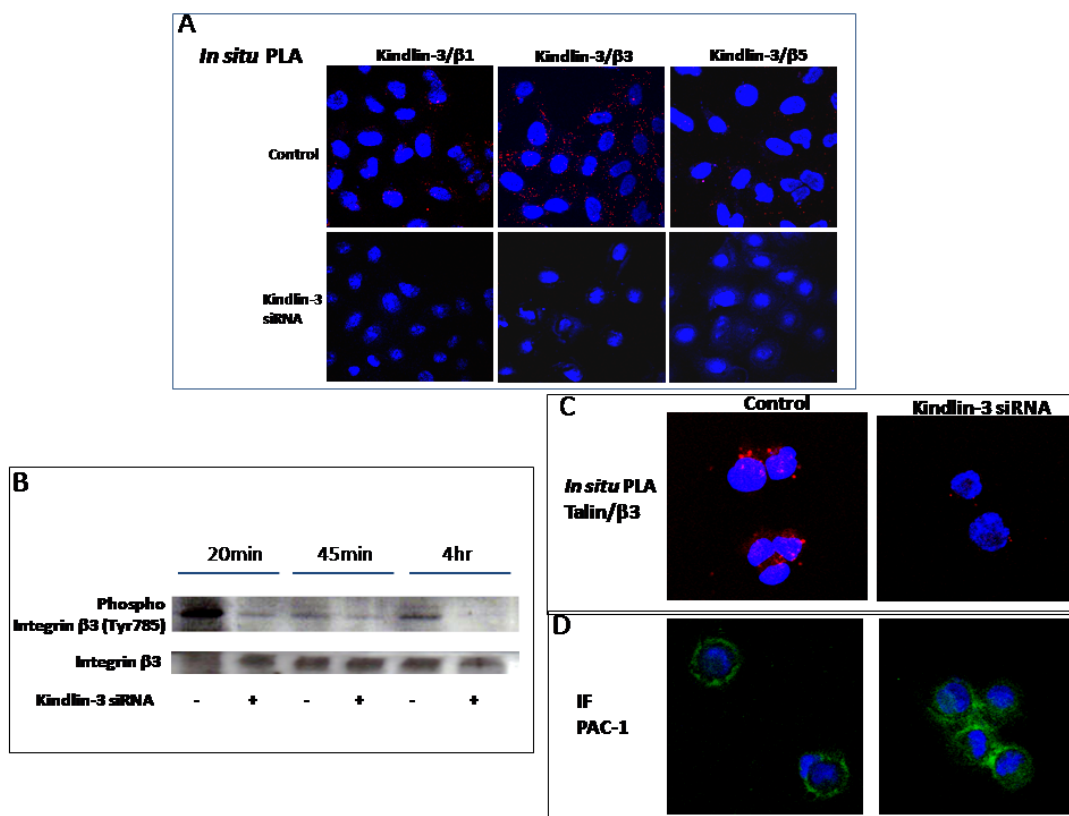 A
In situ PLA
Kindlin-3/β1
Kindlin-3/β3
Kindlin-3/β5
Control
Kindlin-3
siRNA
B
20min
45min
4hr
Phospho
Integrin β3 (Tyr785)
Integrin β3
Kindlin-3 siRNA
- + - + - +
C
Control
Kindlin-3 siRNA
In situ PLA
Talin/β3
D
IF
PAC-1